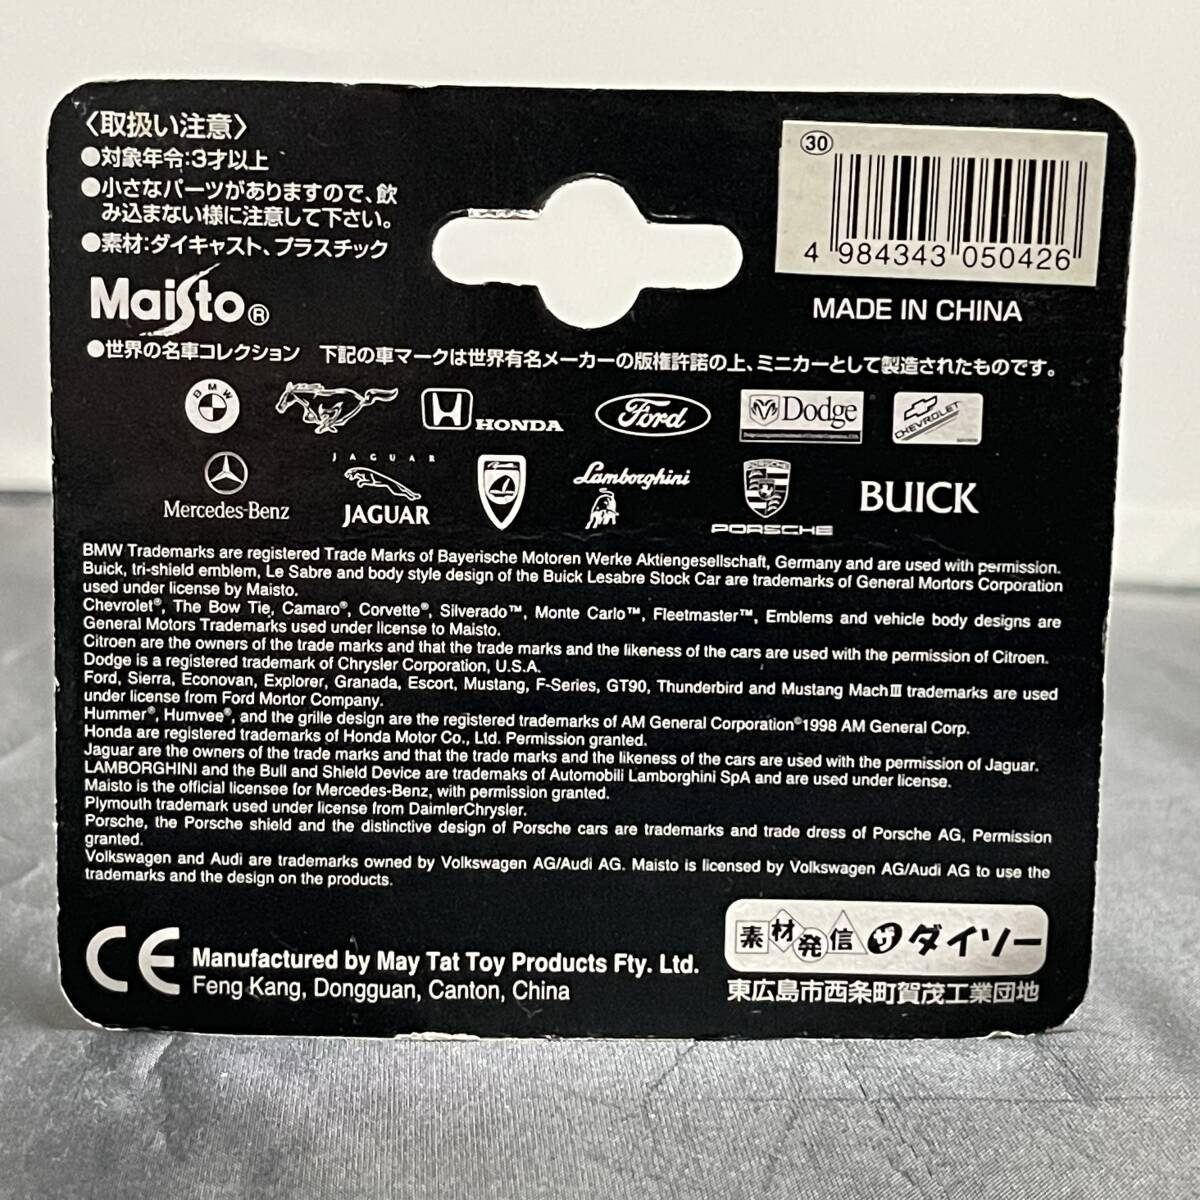 〈取扱い注意〉
●対象年令:3才以上
●小さなパーツがありますので、飲
み込まない様に注意して下さい。
●素材:ダイキャスト、プラスチック
30
4 984343 050426
MADE IN CHINA
Maisto®
●世界の名車コレクション 下記の車マークは世界有名メーカーの版権許諾の上、ミニカーとして製造されたものです。
BMW
HONDA
Ford
Dodge
CHEVROLET
Mercedes-Benz
JAGUAR
JAGUAR
Lamborghini
PORSCHE
PORSCHE
BUICK
BMW Trademarks are registered Trade Marks of Bayerische Motoren Werke Aktiengesellschaft, Germany and are used with permission.
Buick, tri-shield emblem, Le Sabre and body style design of the Buick Lesabre Stock Car are trademarks of General Mortors Corporation
used under license by Maisto.
Chevrolet®, The Bow Tie, Camaro®, Corvette®, Silverado™, Monte Carlo™, Fleetmaster™, Emblems and vehicle body designs are
General Motors Trademarks used under license to Maisto.
Citroen are the owners of the trade marks and that the trade marks and the likeness of the cars are used with the permission of Citroen.
Dodge is a registered trademark of Chrysler Corporation, U.S.A.
Ford, Sierra, Econovan, Explorer, Granada, Escort, Mustang, F-Series, GT90, Thunderbird and Mustang MachⅢ trademarks are used
under license from Ford Mortor Company.
Hummer®, Humvee®, and the grille design are the registered trademarks of AM General Corporation©1998 AM General Corp.
Honda are registered trademarks of Honda Motor Co., Ltd. Permission granted.
Jaguar are the owners of the trade marks and that the trade marks and the likeness of the cars are used with the permission of Jaguar.
LAMBORGHINI and the Bull and Shield Device are trademaks of Automobili Lamborghini SpA and are used under license.
Maisto is the official licensee for Mercedes-Benz, with permission granted.
Plymouth trademark used under license from DaimlerChrysler.
Porsche, the Porsche shield and the distinctive design of Porsche cars are trademarks and trade dress of Porsche AG, Permission
granted.
Volkswagen and Audi are trademarks owned by Volkswagen AG/Audi AG. Maisto is licensed by Volkswagen AG/Audi AG to use the
trademarks and the design on the products.
CE
Manufactured by May Tat Toy Products Fty. Ltd.
Feng Kang, Dongguan, Canton, China
素材発信 ザ ダイソー
東広島市西条町賀茂工業団地